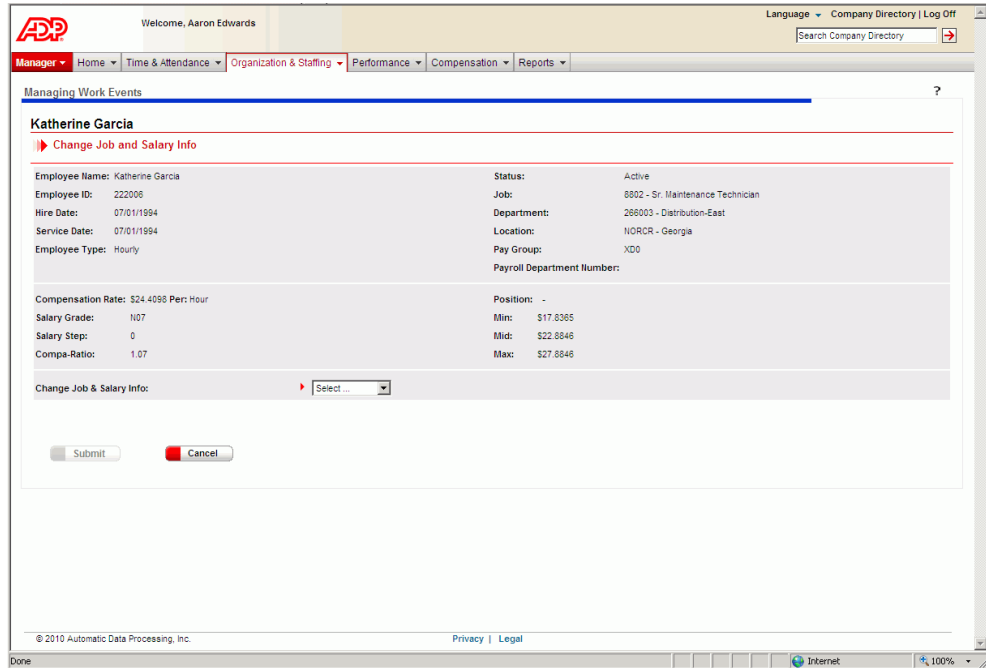 Language Company Directory | Log Off
ADP
Welcome, Aaron Edwards
Search Company Directory
Manager Home Time & Attendance Organization & Staffing Performance Compensation Reports
Managing Work Events ?
Katherine Garcia
Change Job and Salary Info
Employee Name: Katherine Garcia Status: Active
Employee ID: 222006 Job: 8802 - Sr. Maintenance Technician
Hire Date: 07/01/1994 Department: 266003 - Distribution-East
Service Date: 07/01/1994 Location: NORCR - Georgia
Employee Type: Hourly Pay Group: XD0
Payroll Department Number:
Compensation Rate: $24.4098 Per: Hour Position: -
Salary Grade: N07 Min: $17.8365
Salary Step: 0 Mid: $22.8846
Compa-Ratio: 1.07 Max: $27.8846
Change Job & Salary Info: Select ...
Submit Cancel
© 2010 Automatic Data Processing, Inc. Privacy | Legal
Done Internet 100%